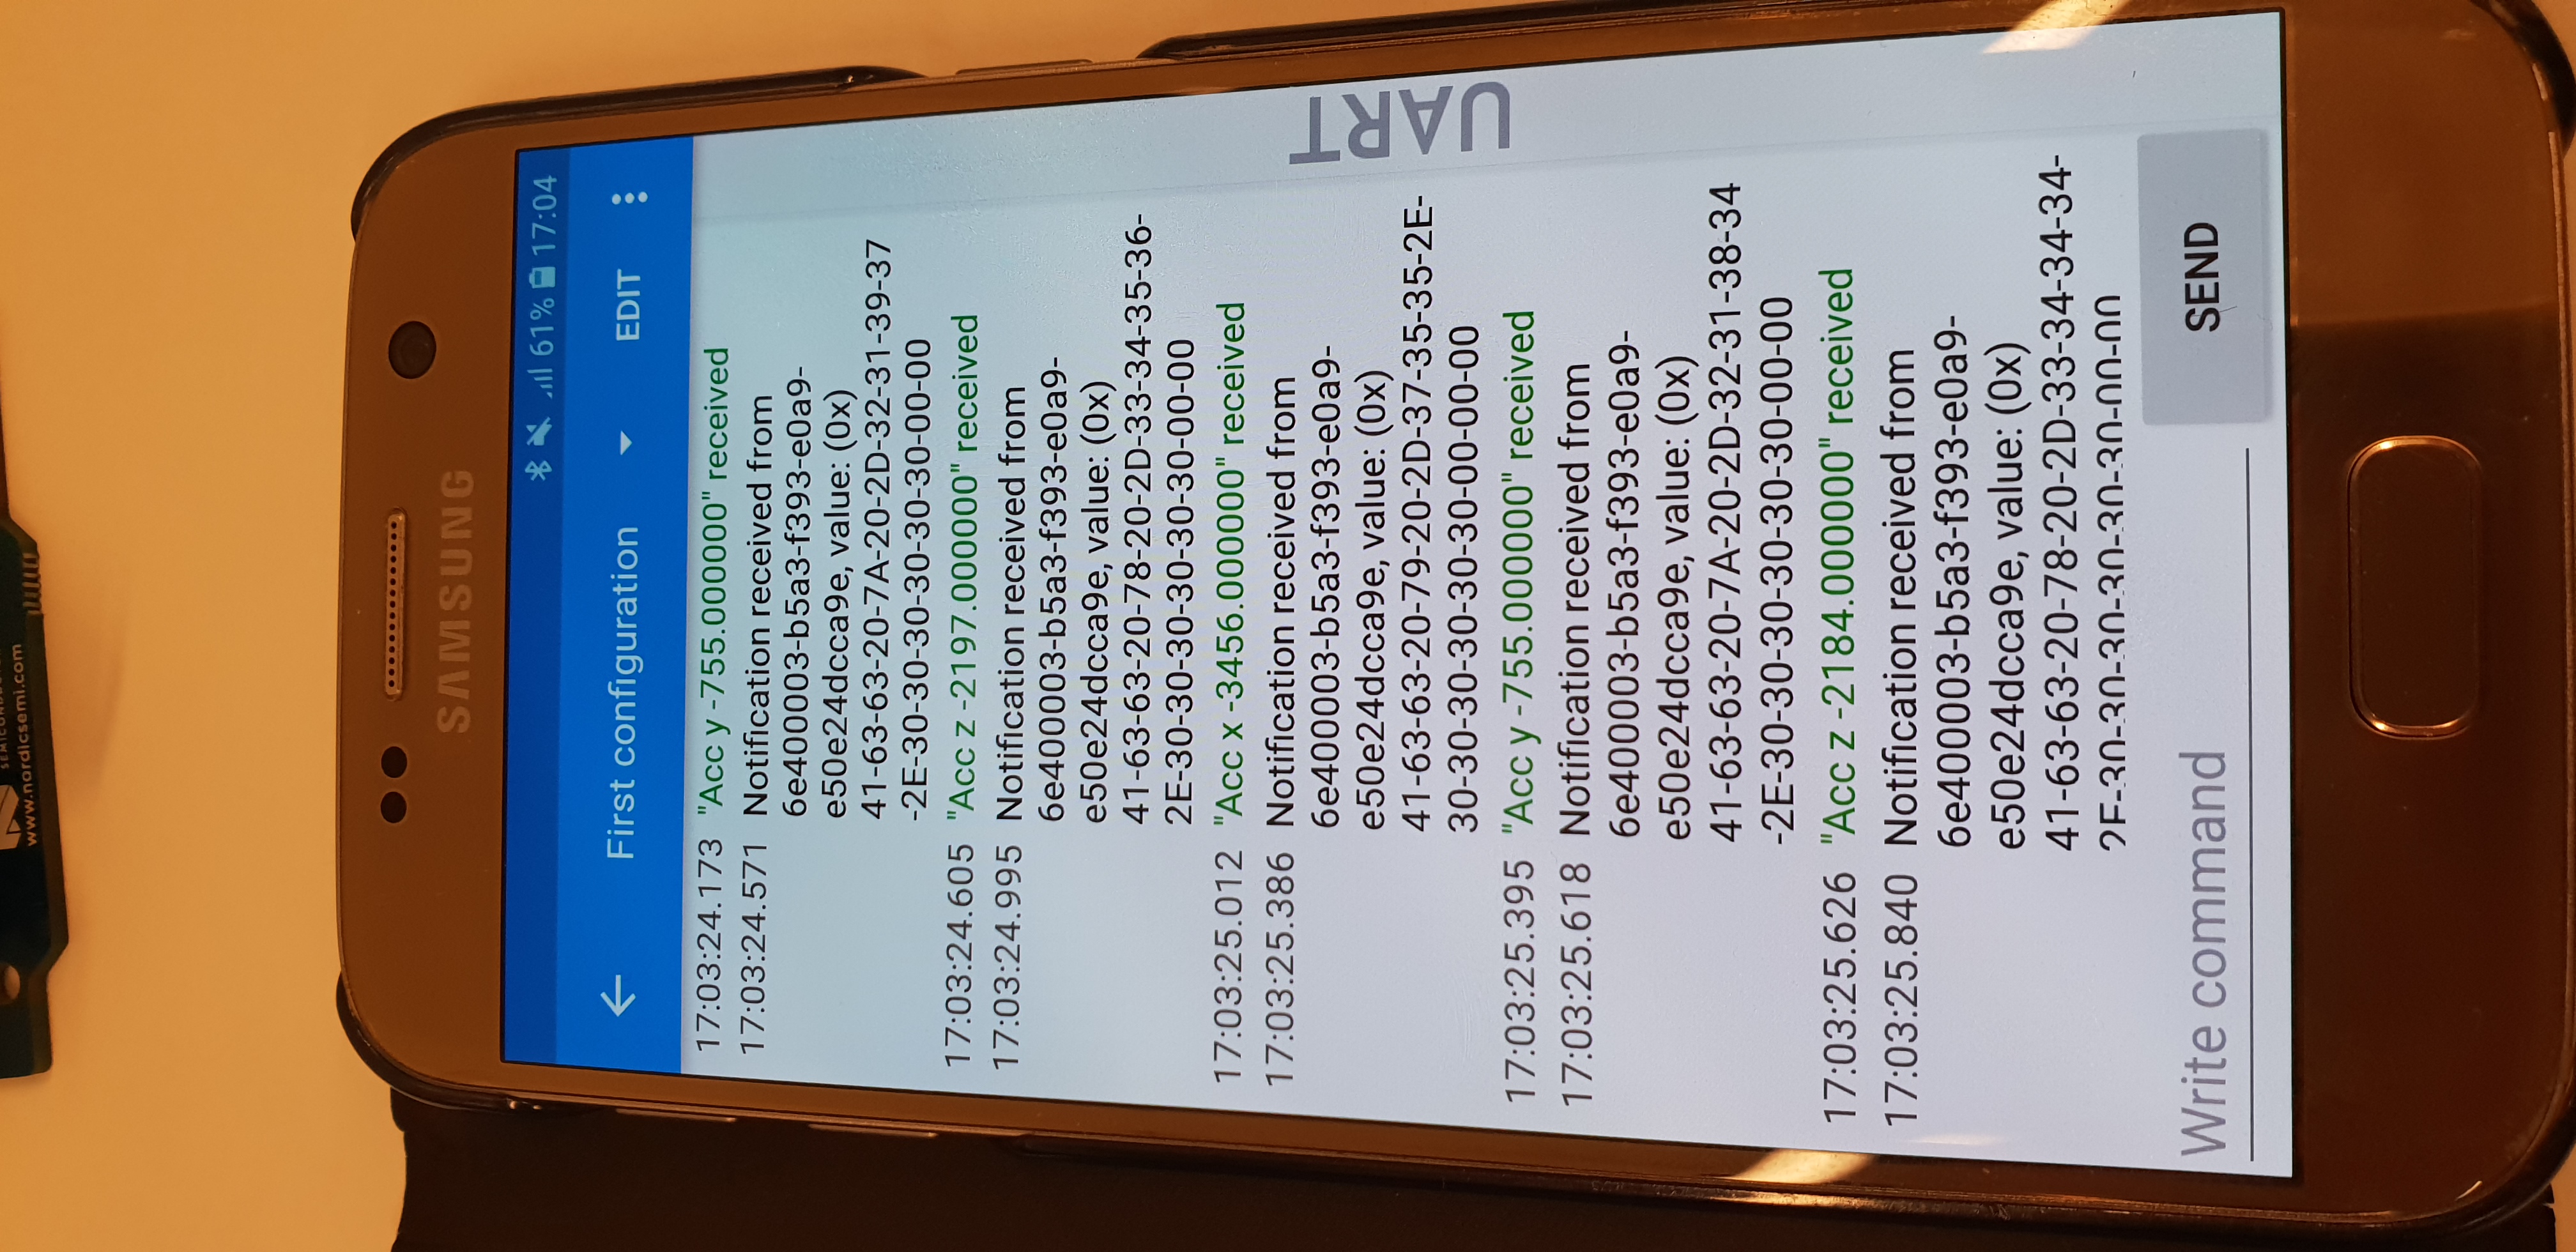 SEMICONDUCTOR
www.nordicsemi.com
SAMSUNG
61% 17:04
First configuration EDIT
17:03:24.173 "Acc y -755.000000" received
17:03:24.571 Notification received from
6e400003-b5a3-f393-e0a9-
e50e24dcca9e, value: (0x)
41-63-63-20-7A-20-2D-32-31-39-37
-2E-30-30-30-30-30-30-00-00
17:03:24.605 "Acc z -2197.000000" received
17:03:24.995 Notification received from
6e400003-b5a3-f393-e0a9-
e50e24dcca9e, value: (0x)
41-63-63-20-78-20-2D-33-34-35-36-
2E-30-30-30-30-30-30-00-00
17:03:25.012 "Acc x -3456.000000" received
17:03:25.386 Notification received from
6e400003-b5a3-f393-e0a9-
e50e24dcca9e, value: (0x)
41-63-63-20-79-20-2D-37-35-35-2E-
30-30-30-30-30-30-00-00-00
17:03:25.395 "Acc y -755.000000" received
17:03:25.618 Notification received from
6e400003-b5a3-f393-e0a9-
e50e24dcca9e, value: (0x)
41-63-63-20-7A-20-2D-32-31-38-34
-2E-30-30-30-30-30-30-00-00
17:03:25.626 "Acc z -2184.000000" received
17:03:25.840 Notification received from
6e400003-b5a3-f393-e0a9-
e50e24dcca9e, value: (0x)
41-63-63-20-78-20-2D-33-34-34-34-
2E-30-30-30-30-30-30-00-00
UART
Write command SEND